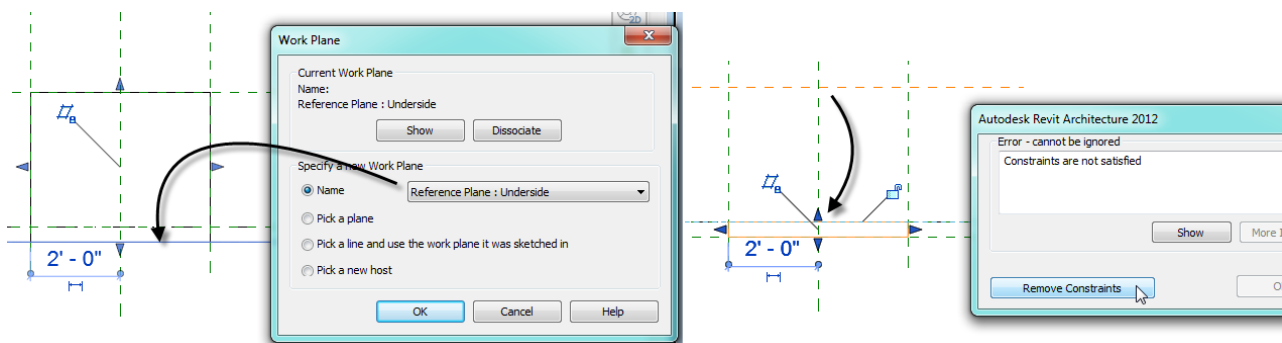 2D
Work Plane
Current Work Plane
Name:
Reference Plane : Underside
Show
Dissociate
Specify a new Work Plane
Name
Reference Plane : Underside
Pick a plane
Pick a line and use the work plane it was sketched in
Pick a new host
OK
Cancel
Help
2' - 0"
Autodesk Revit Architecture 2012
Error - cannot be ignored
Constraints are not satisfied
Show
More
Remove Constraints
2' - 0"